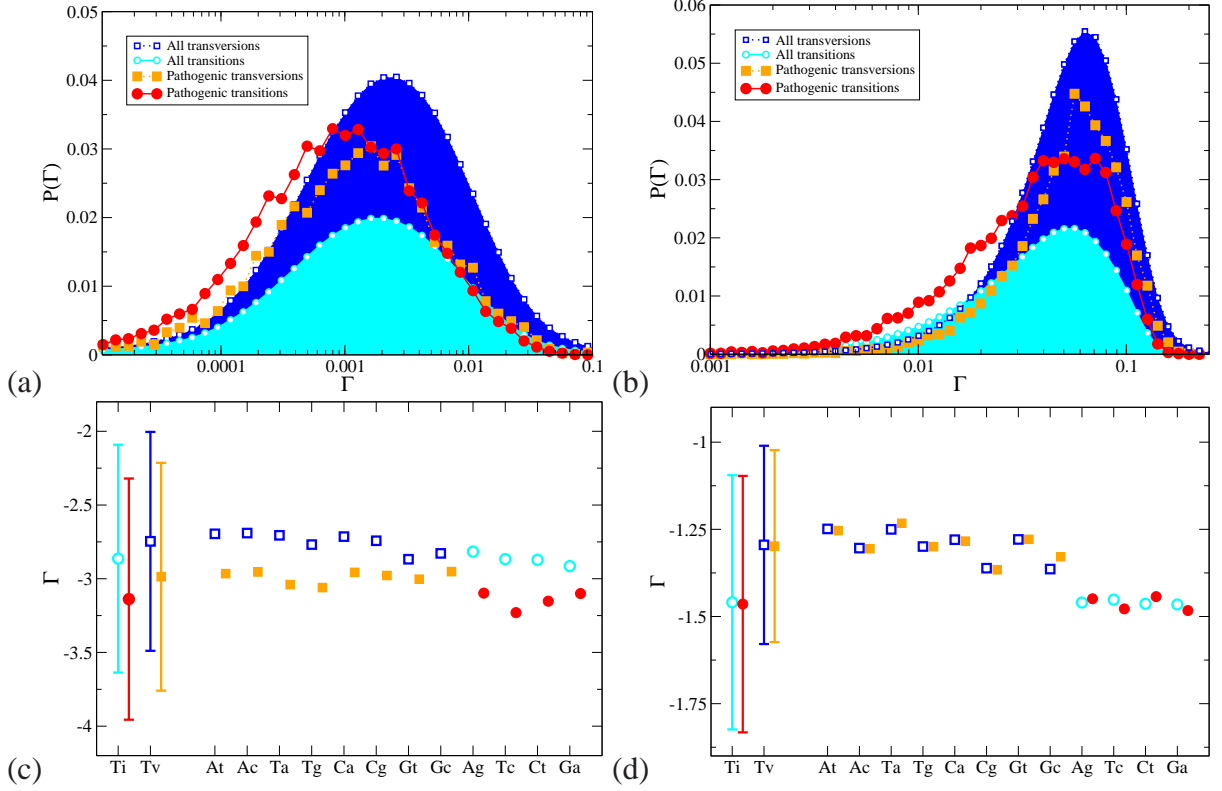 0.05
0.04
0.03
0.02
0.01
0
P(Γ)
All transversions
All transitions
Pathogenic transversions
Pathogenic transitions
0.0001
0.001
0.01
0.1
Γ
(a)
0.06
0.05
0.04
0.03
0.02
0.01
0.00
P(Γ)
All transversions
All transitions
Pathogenic transversions
Pathogenic transitions
0.001
0.01
0.1
Γ
(b)
-2
-2.5
-3
-3.5
-4
Γ
Ti Tv At Ac Ta Tg Ca Cg Gt Gc Ag Tc Ct Ga
(c)
-1
-1.25
-1.5
-1.75
Γ
Ti Tv At Ac Ta Tg Ca Cg Gt Gc Ag Tc Ct Ga
(d)